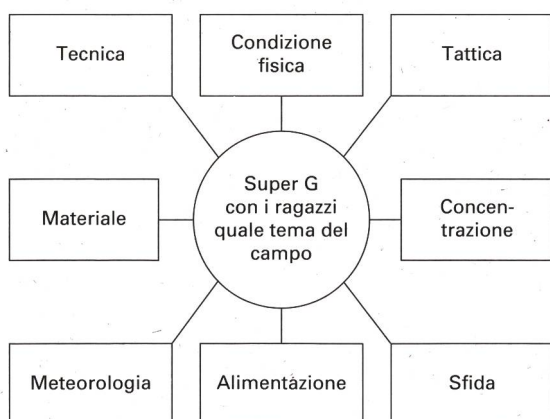 Tecnica
Condizione
fisica
Tattica
Materiale
Super G
con i ragazzi
quale tema del
campo
Concen-
trazione
Meteorologia
Alimentazione
Sfida